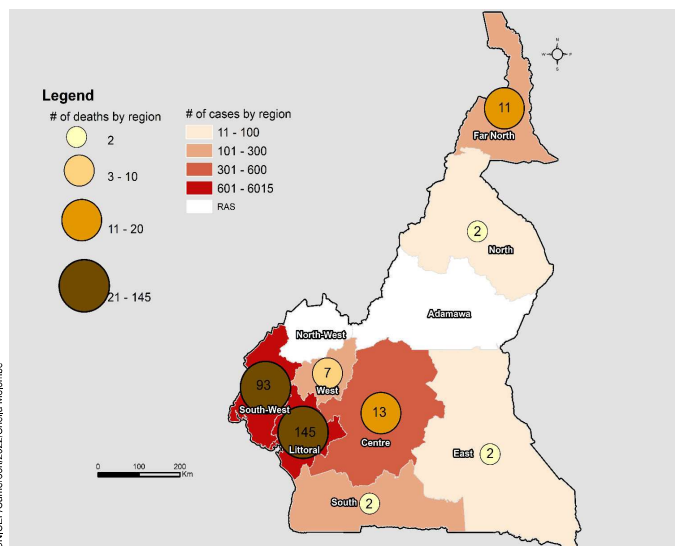 Legend
# of deaths by region
2
3 - 10
11 - 20
21 - 145
# of cases by region
11 - 100
101 - 300
301 - 600
601 - 6015
RAS
N
W
S
11
Far North
2
North
Adamawa
North-West
7
West
93
South-West
145
Littoral
13
Centre
East
2
South
2
0
100
200
Km